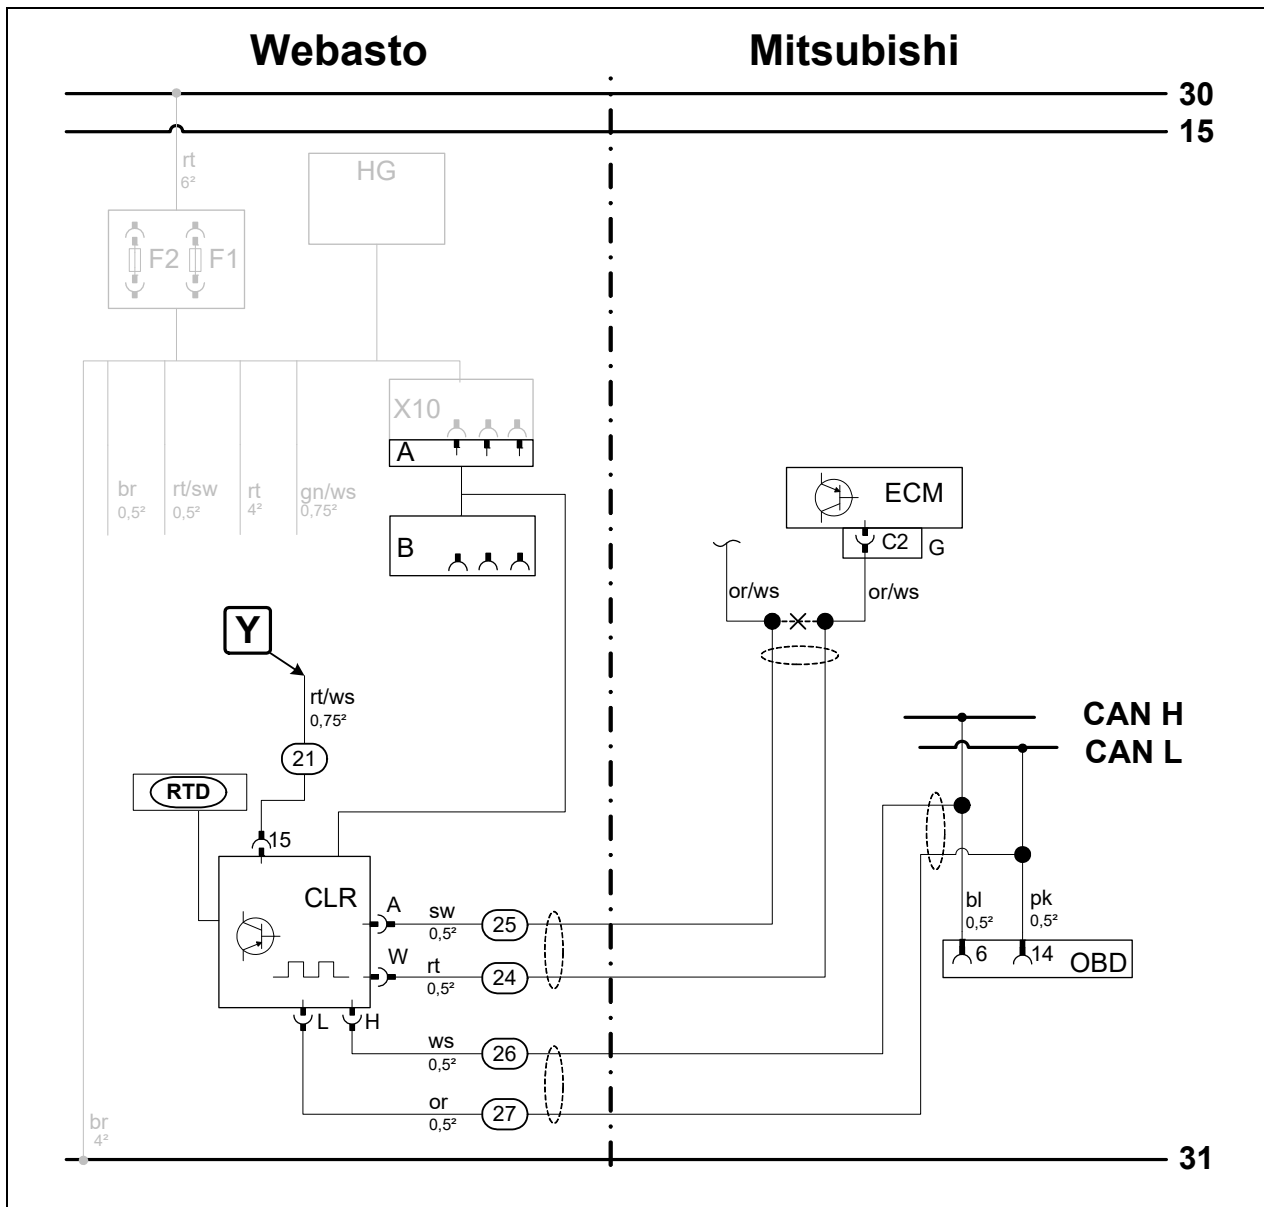 Webasto
Mitsubishi
30
15
rt
6²
HG
F2
F1
X10
A
br
0,5²
rt/sw
0,5²
rt
4²
gn/ws
0,75²
B
ECM
C2
G
or/ws
or/ws
Y
rt/ws
0,75²
21
CAN H
CAN L
RTD
15
CLR
A
sw
0,5²
25
W
rt
0,5²
24
bl
0,5²
pk
0,5²
6
14
OBD
L
H
ws
0,5²
26
or
0,5²
27
br
4²
31